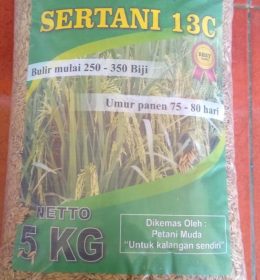 SERTANI 13C
Bulir mulai 250 - 350 Biji
Umur panen 75 - 80 hari
NETTO
5 KG
Dikemas Oleh :
Petani Muda
"Untuk kalangan sendiri"